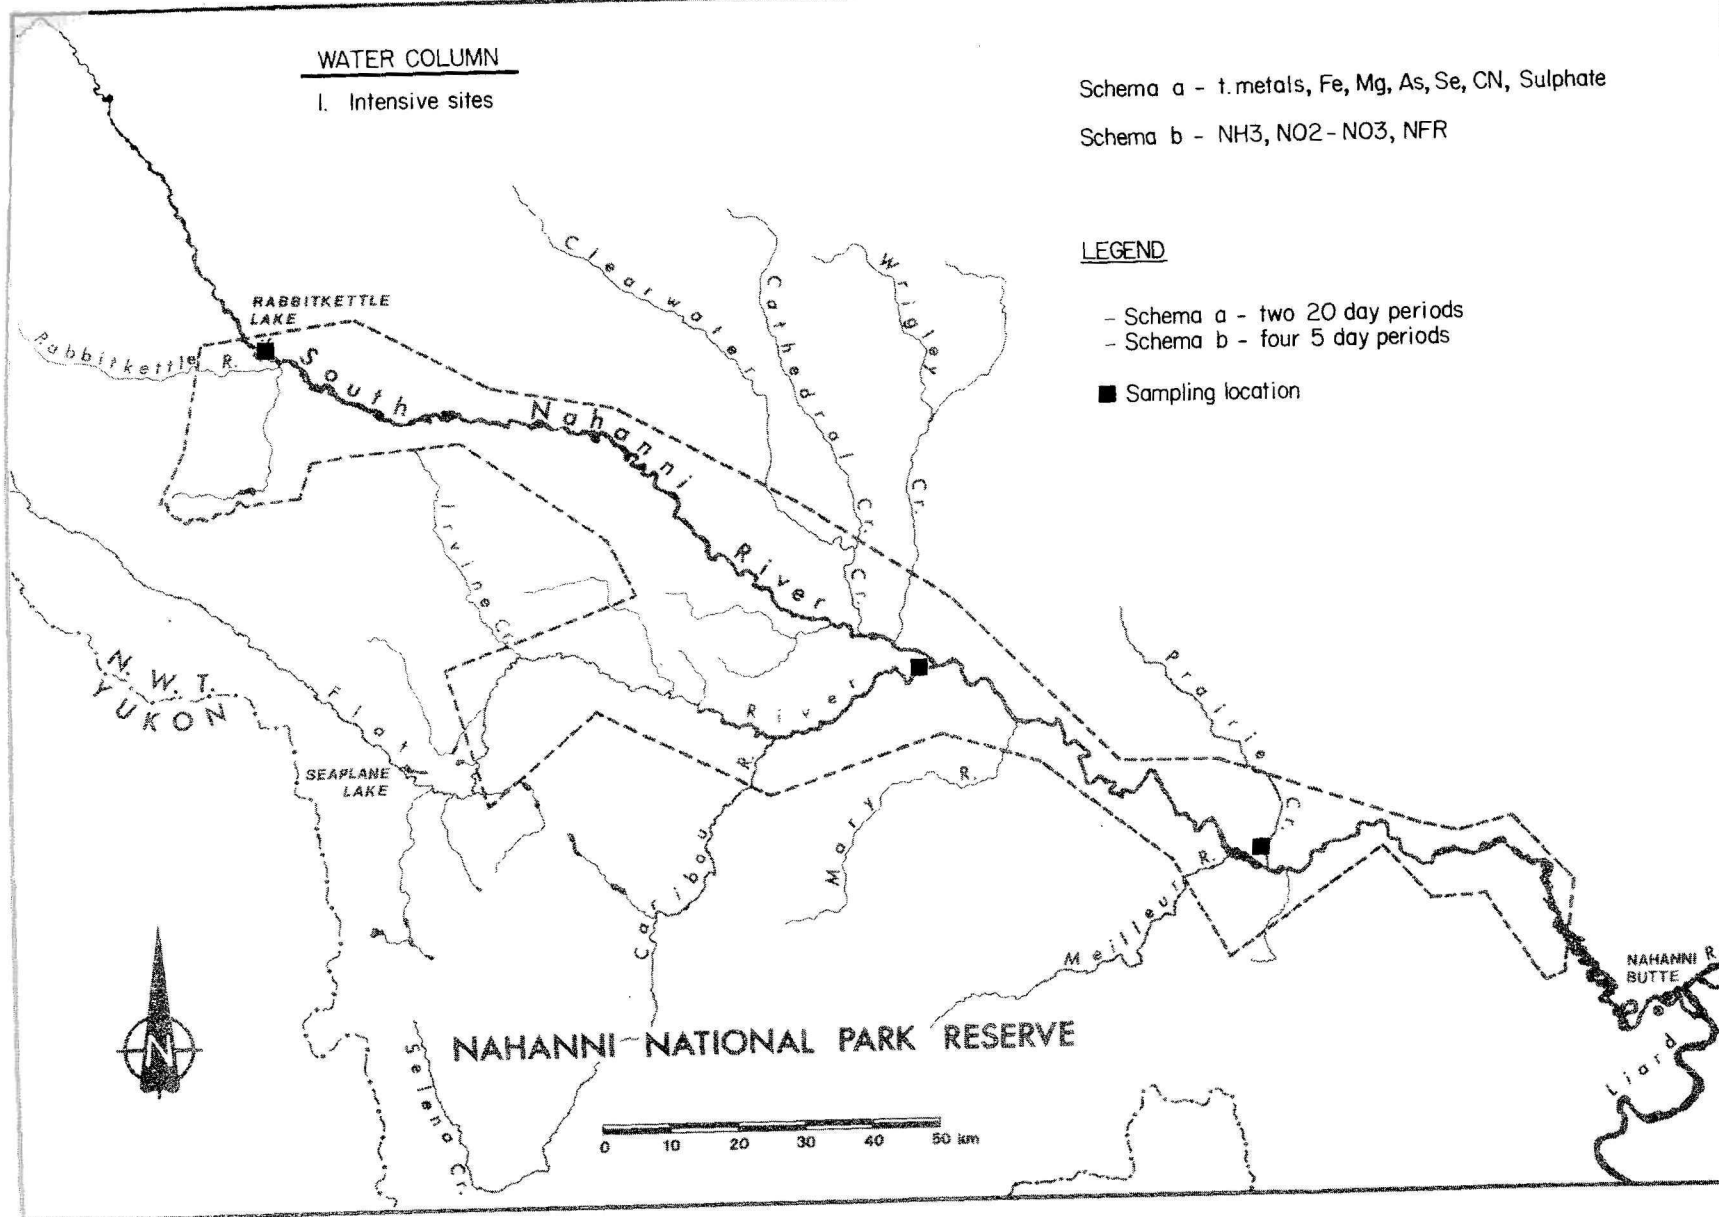 WATER COLUMN
1. Intensive sites
Schema a - t.metals, Fe, Mg, As, Se, CN, Sulphate
Schema b - NH3, NO2-NO3, NFR
LEGEND
- Schema a - two 20 day periods
- Schema b - four 5 day periods
■ Sampling location
RABBITKETTLE
LAKE
Rabbitkettle R.
South Nahanni River
Clearwater Cr.
Cathedral Cr.
Wrigley Cr.
Irvine Cr.
N.W.T.
YUKON
Flat River
SEAPLANE
LAKE
Caribou R.
Mary R.
Prairie Cr.
Meilleur R.
NAHANNI R
BUTTE
Liard
Selena Cr.
N
NAHANNI NATIONAL PARK RESERVE
0 10 20 30 40 50 km